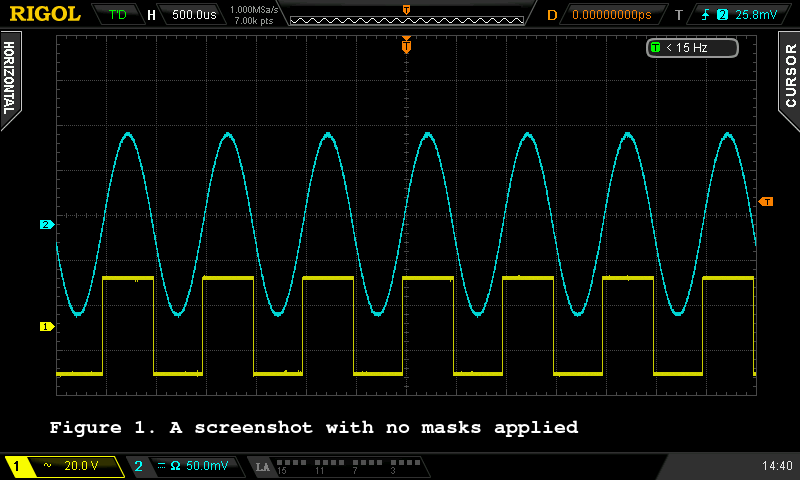 RIGOL T'D H 500.0us 1.000MSa/s 7.00k pts T D 0.00000000ps T 2 25.8mV
HORIZONTAL
CURSOR
T
T < 15 Hz
T
2
1
Figure 1. A screenshot with no masks applied
1 ~ 20.0 V 2 = Ω 50.0mV LA 15 11 7 3 14:40